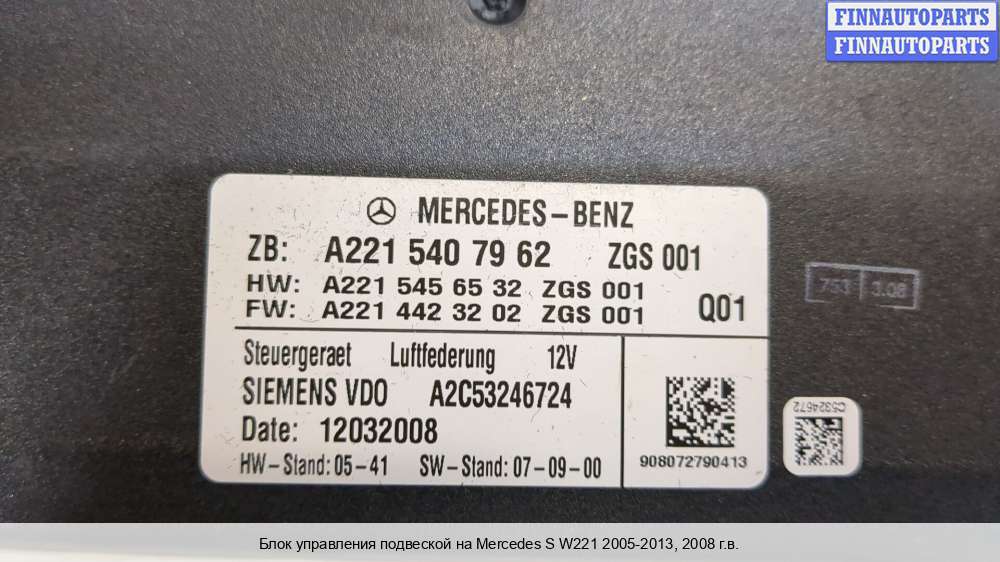 FINNAUTOPARTS
FINNAUTOPARTS
MERCEDES-BENZ
ZB: A221 540 79 62 ZGS 001
HW: A221 545 65 32 ZGS 001
FW: A221 442 32 02 ZGS 001 Q01
753 3.08
Steuergeraet Luftfederung 12V
SIEMENS VDO A2C53246724
Date: 12032008
HW-Stand: 05-41 SW-Stand: 07-09-00
908072790413
C5324672
Блок управления подвеской на Mercedes S W221 2005-2013, 2008 г.в.